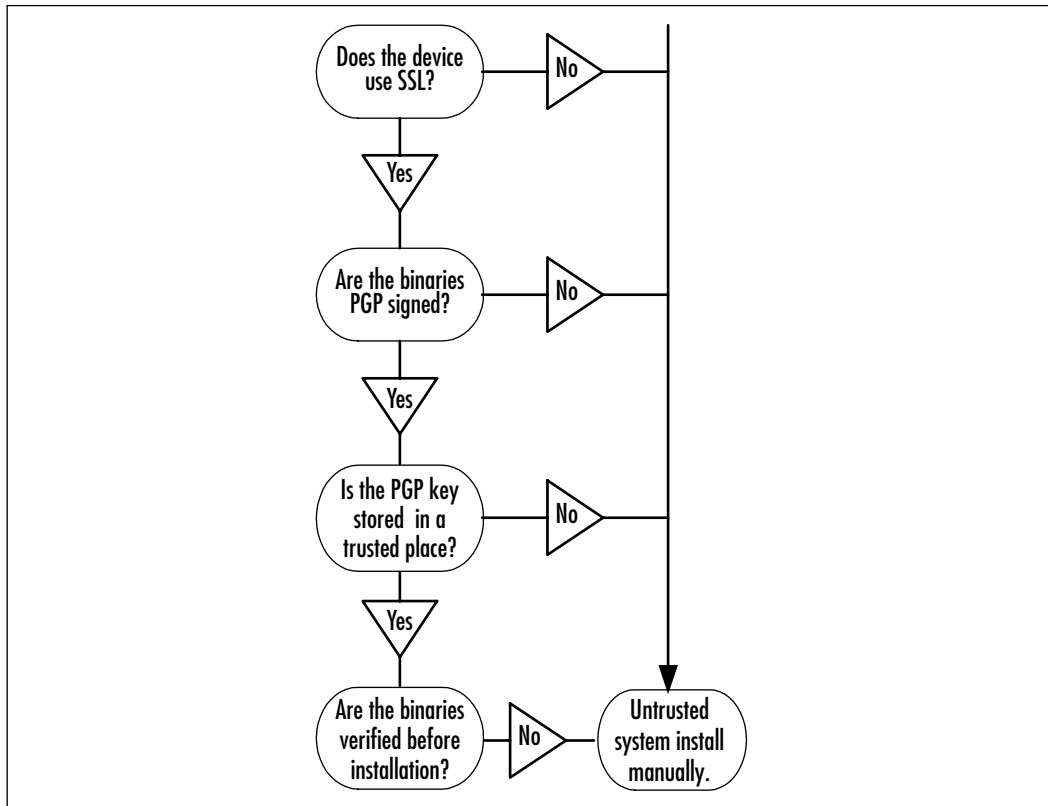 Does the device
use SSL?
No
Yes
Are the binaries
PGP signed?
No
Yes
Is the PGP key
stored in a
trusted place?
No
Yes
Are the binaries
verified before
installation?
No
Untrusted
system install
manually.